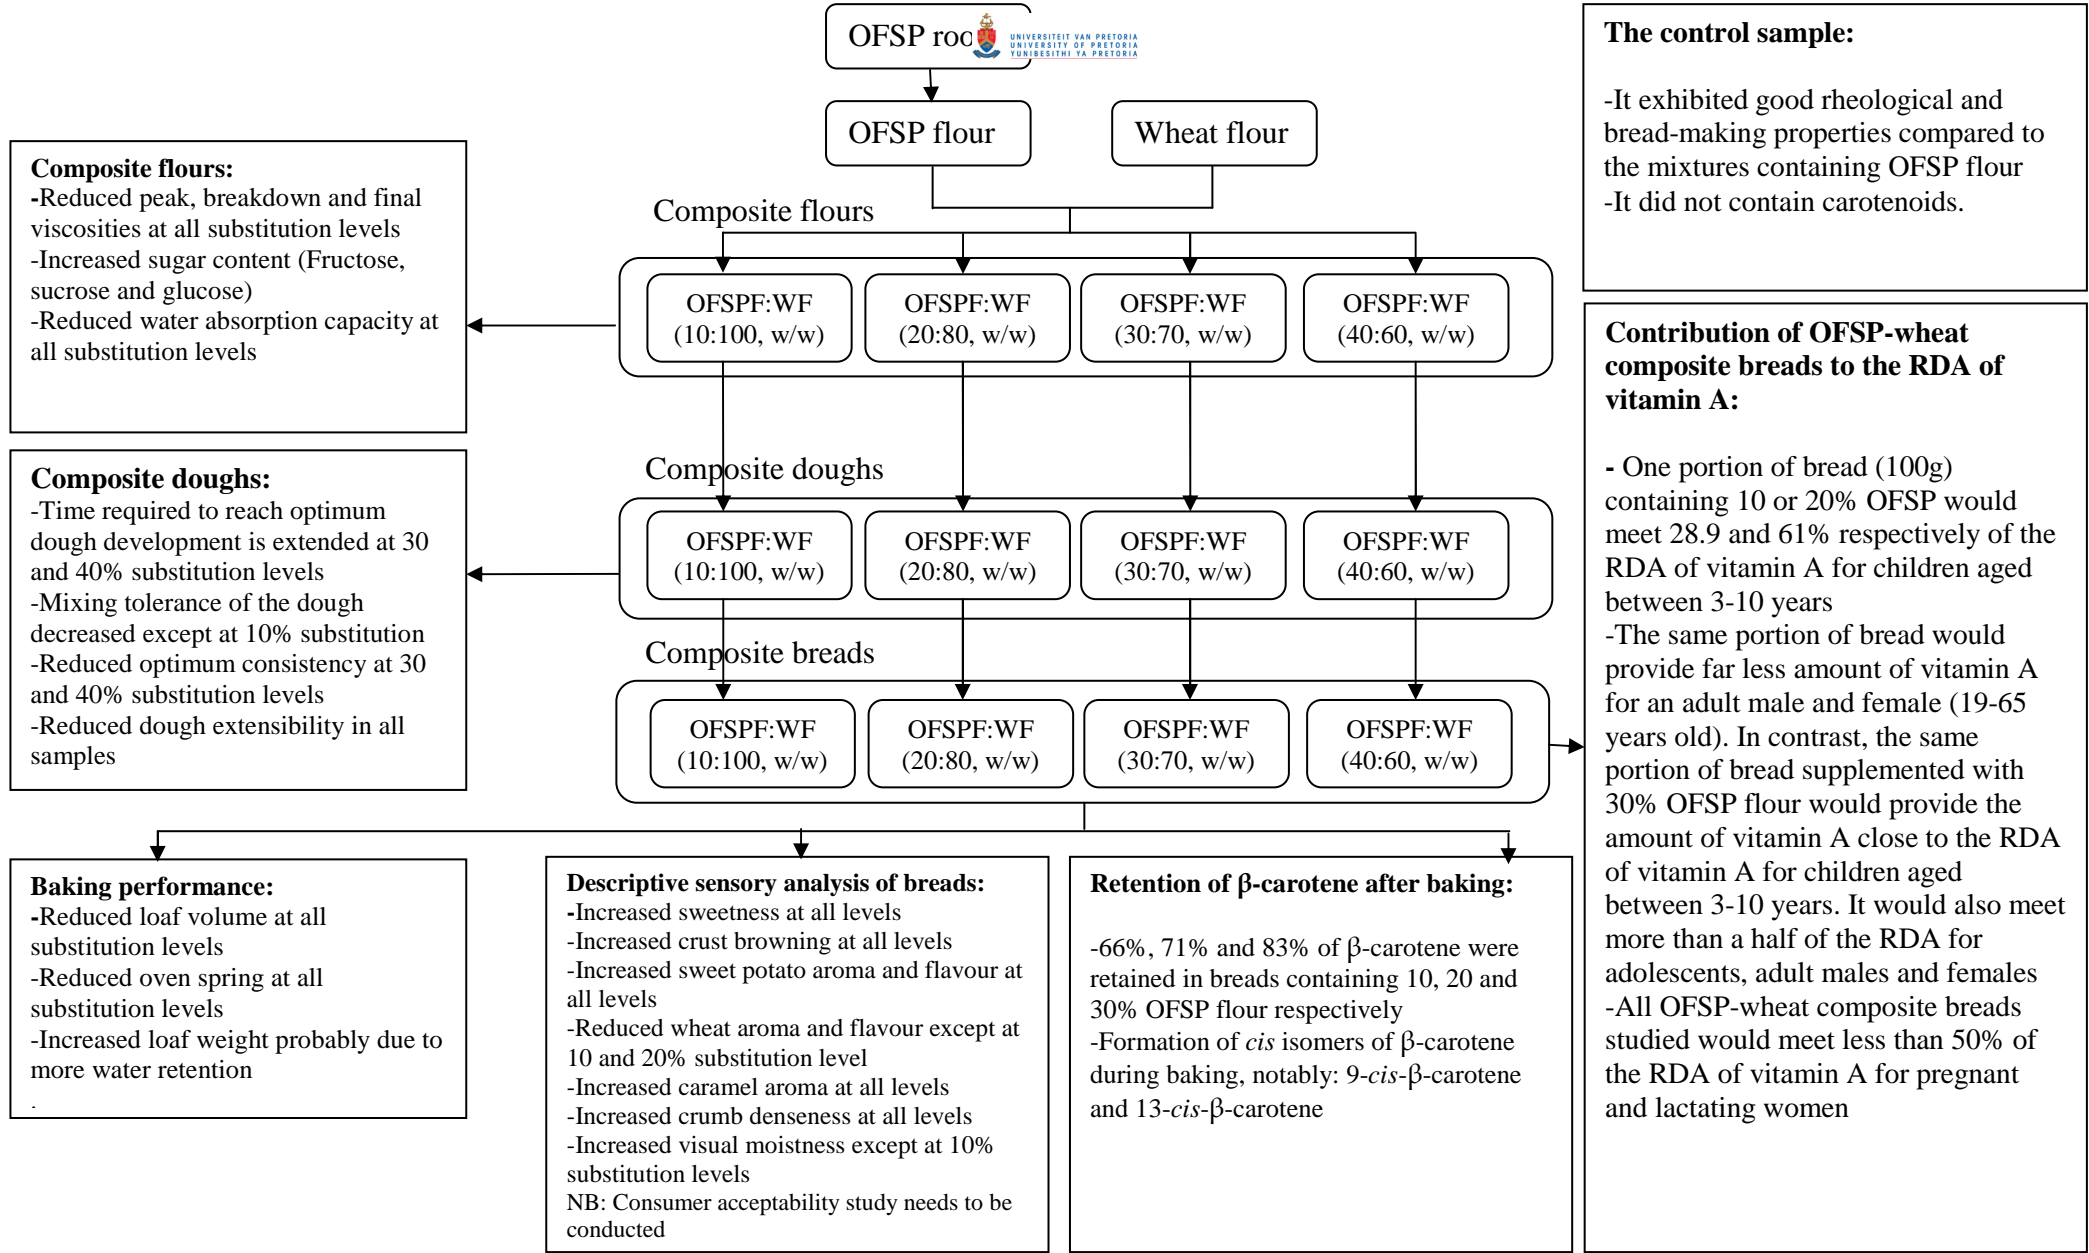 OFSP roo
UNIVERSITEIT VAN PRETORIA
UNIVERSITY OF PRETORIA
YUNIBESITHI YA PRETORIA
OFSP flour
Wheat flour
Composite flours
OFSPF:WF
(10:100, w/w)
OFSPF:WF
(20:80, w/w)
OFSPF:WF
(30:70, w/w)
OFSPF:WF
(40:60, w/w)
Composite doughs
OFSPF:WF
(10:100, w/w)
OFSPF:WF
(20:80, w/w)
OFSPF:WF
(30:70, w/w)
OFSPF:WF
(40:60, w/w)
Composite breads
OFSPF:WF
(10:100, w/w)
OFSPF:WF
(20:80, w/w)
OFSPF:WF
(30:70, w/w)
OFSPF:WF
(40:60, w/w)
Composite flours:
-Reduced peak, breakdown and final
viscosities at all substitution levels
-Increased sugar content (Fructose,
sucrose and glucose)
-Reduced water absorption capacity at
all substitution levels
Composite doughs:
-Time required to reach optimum
dough development is extended at 30
and 40% substitution levels
-Mixing tolerance of the dough
decreased except at 10% substitution
-Reduced optimum consistency at 30
and 40% substitution levels
-Reduced dough extensibility in all
samples
Baking performance:
-Reduced loaf volume at all
substitution levels
-Reduced oven spring at all
substitution levels
-Increased loaf weight probably due to
more water retention
.
Descriptive sensory analysis of breads:
-Increased sweetness at all levels
-Increased crust browning at all levels
-Increased sweet potato aroma and flavour at
all levels
-Reduced wheat aroma and flavour except at
10 and 20% substitution level
-Increased caramel aroma at all levels
-Increased crumb denseness at all levels
-Increased visual moistness except at 10%
substitution levels
NB: Consumer acceptability study needs to be
conducted
Retention of β-carotene after baking:
-66%, 71% and 83% of β-carotene were
retained in breads containing 10, 20 and
30% OFSP flour respectively
-Formation of cis isomers of β-carotene
during baking, notably: 9-cis-β-carotene
and 13-cis-β-carotene
The control sample:
-It exhibited good rheological and
bread-making properties compared to
the mixtures containing OFSP flour
-It did not contain carotenoids.
Contribution of OFSP-wheat
composite breads to the RDA of
vitamin A:
- One portion of bread (100g)
containing 10 or 20% OFSP would
meet 28.9 and 61% respectively of the
RDA of vitamin A for children aged
between 3-10 years
-The same portion of bread would
provide far less amount of vitamin A
for an adult male and female (19-65
years old). In contrast, the same
portion of bread supplemented with
30% OFSP flour would provide the
amount of vitamin A close to the RDA
of vitamin A for children aged
between 3-10 years. It would also meet
more than a half of the RDA for
adolescents, adult males and females
-All OFSP-wheat composite breads
studied would meet less than 50% of
the RDA of vitamin A for pregnant
and lactating women